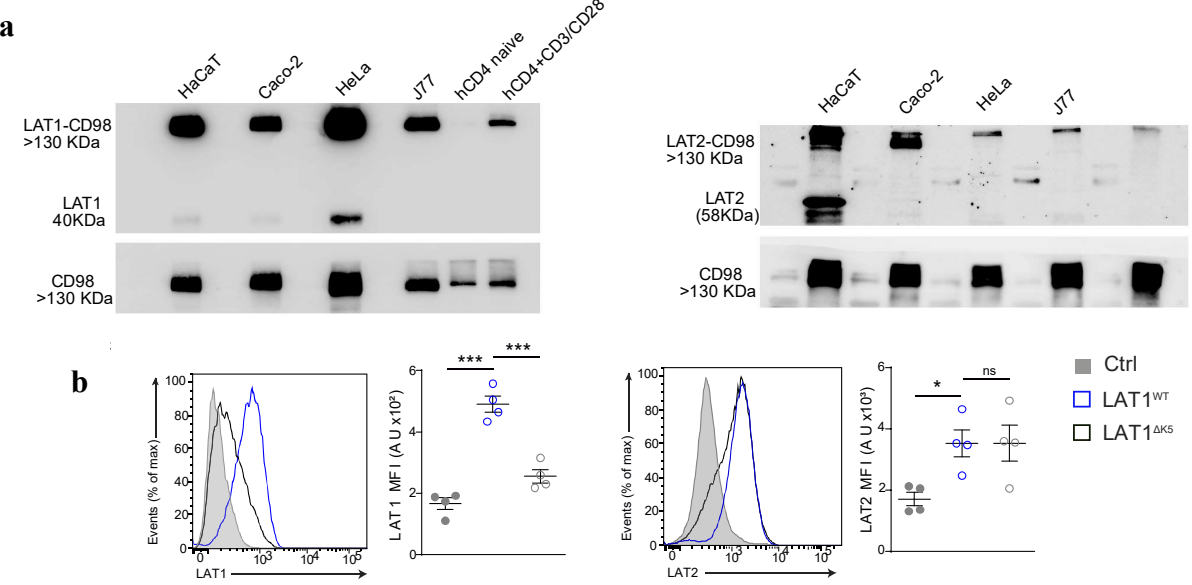 a
HaCaT
Caco-2
HeLa
J77
hCD4 naive
hCD4+CD3/CD28
LAT1-CD98
>130 KDa
LAT1
40KDa
CD98
>130 KDa
HaCaT
Caco-2
HeLa
J77
LAT2-CD98
>130 KDa
LAT2
(58KDa)
CD98
>130 KDa
b
Events (% of max)
100
80
60
40
20
0
0 10³ 10⁴ 10⁵
LAT1
LAT 1 MFI (A U x10²)
6
4
2
0
*** ***
Events (% of max)
100
80
60
40
20
0
0 10³ 10⁴ 10⁵
LAT2
LAT2 MFI (A U x10³)
6
4
2
0
* ns
Ctrl
LAT1ᵂᵀ
LAT1ᐃᴷ⁵